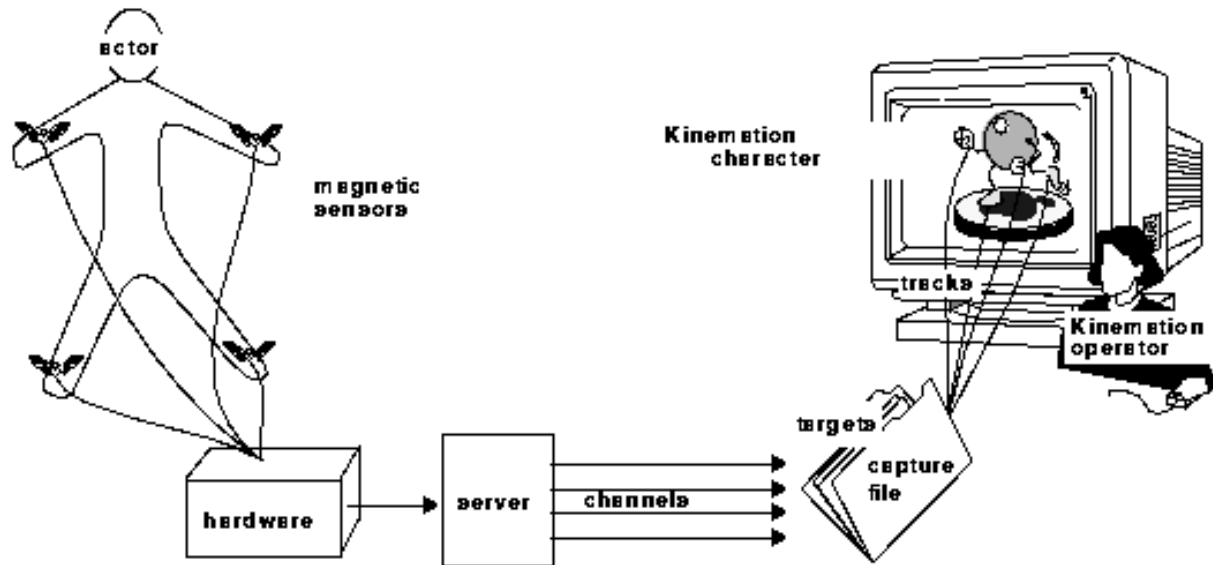 actor
magnetic
sensors
Kinemation
character
tracks
Kinemation
operator
targets
capture
file
hardware
server
channels